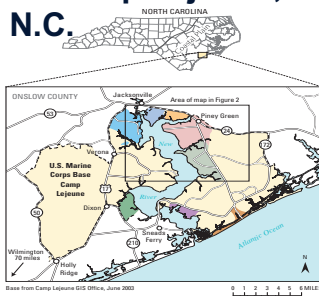 N.C.
NORTH CAROLINA
ONSLOW COUNTY
Jacksonville
Area of map in Figure 2
53
Piney Green
24
New
172
Verona
U.S. Marine
Corps Base
Camp
Lejeune
17
50
Dixon
River
Sneads
Ferry
210
Atlantic Ocean
Wilmington
70 miles
Holly
Ridge
N
Base from Camp Lejeune GIS Office, June 2003
0 1 2 3 4 5 6 MILES